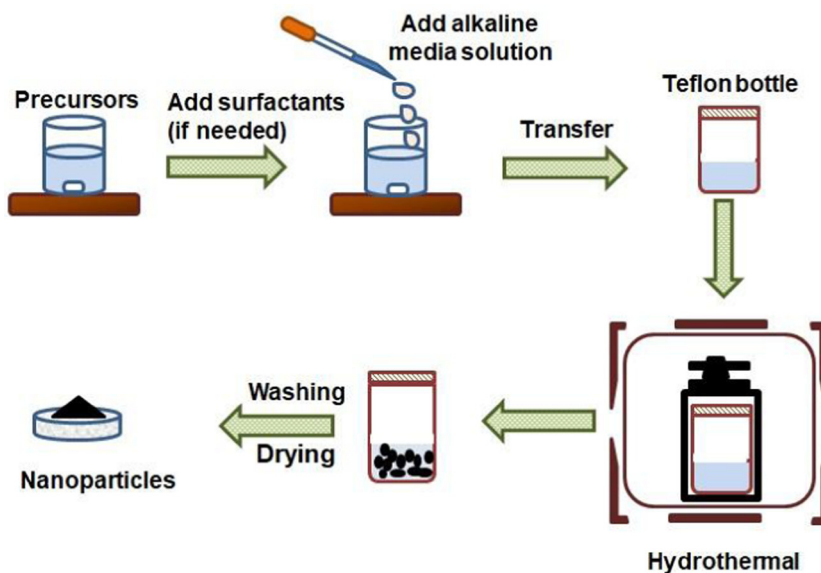 Precursors
Add surfactants
(if needed)
Add alkaline
media solution
Transfer
Teflon bottle
Hydrothermal
Washing
Drying
Nanoparticles